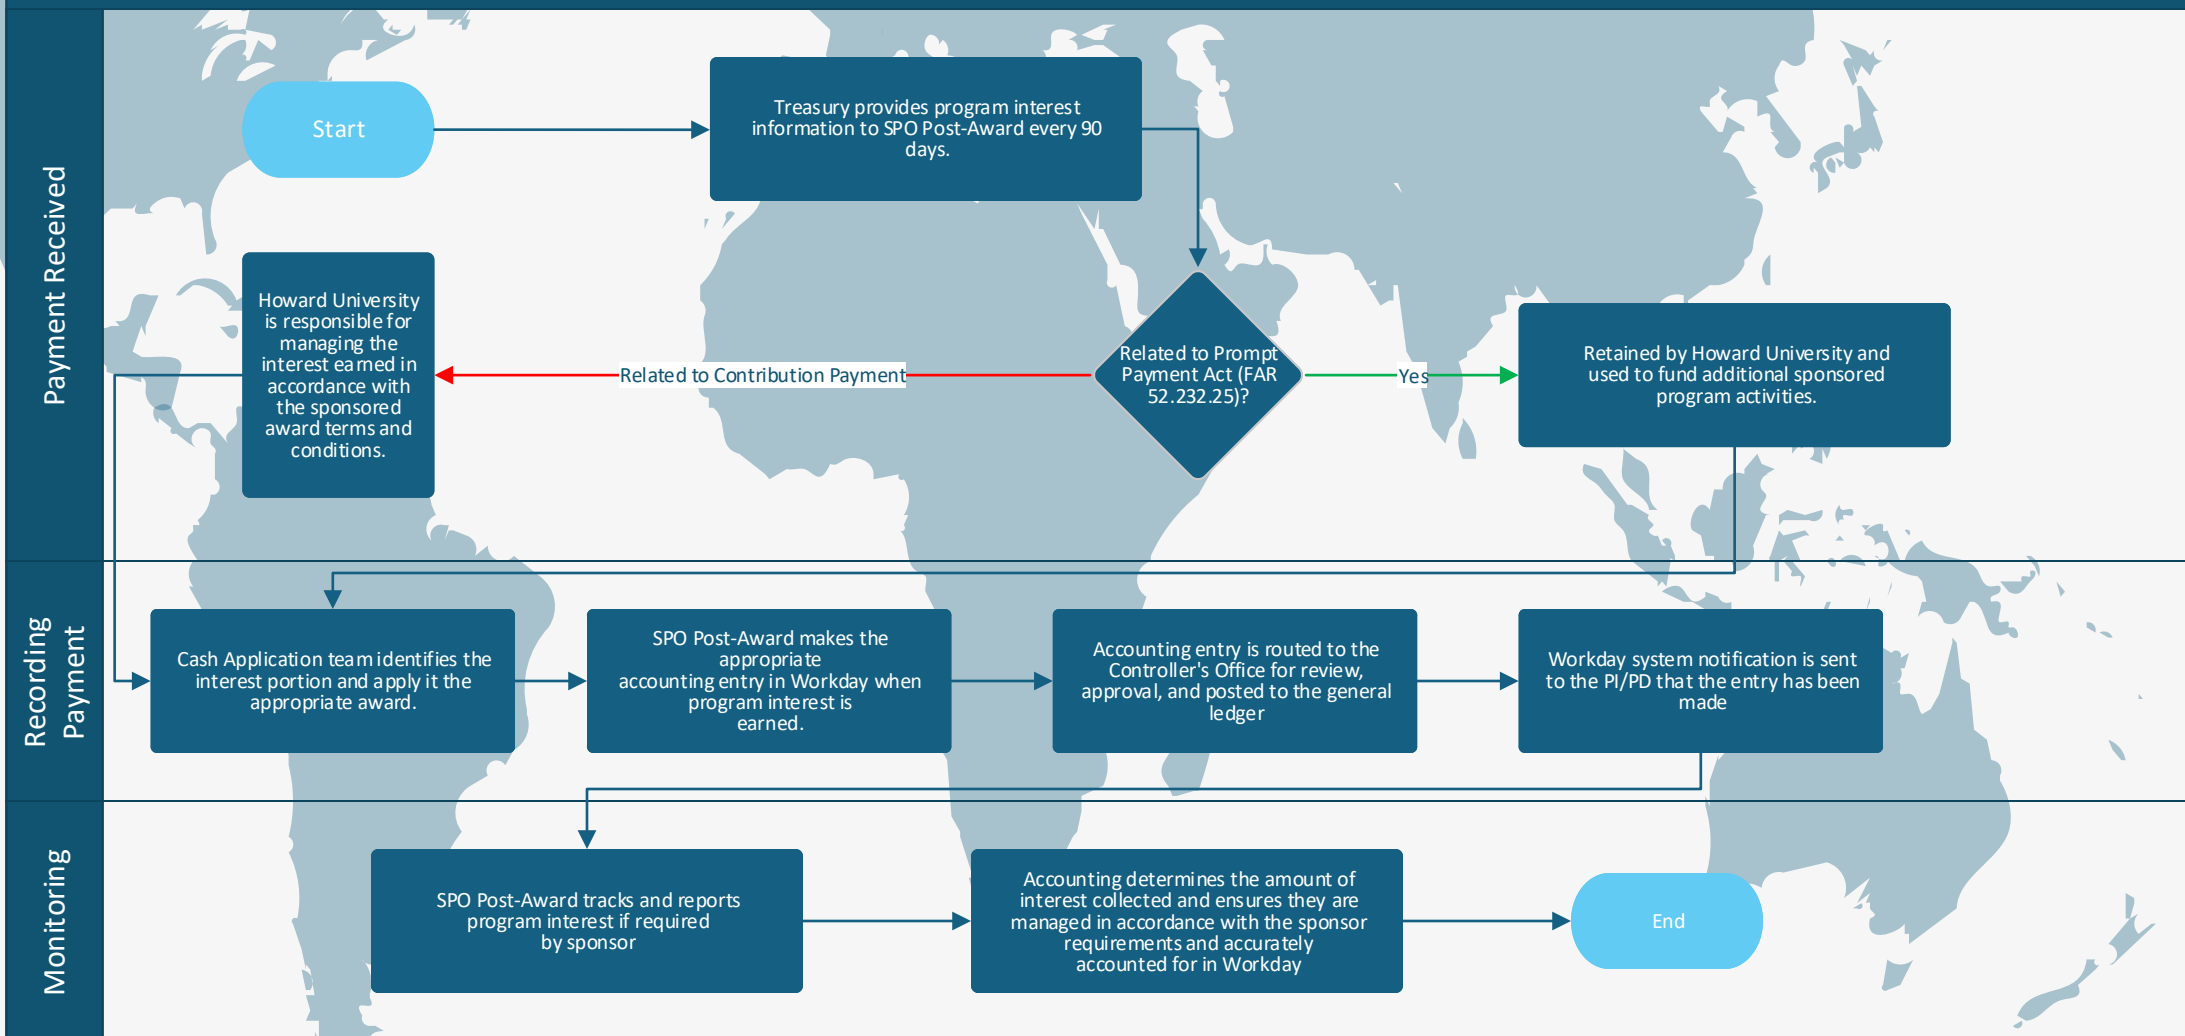 Payment Received
Start
Treasury provides program interest
information to SPO Post-Award every 90
days.
Howard University
is responsible for
managing the
interest earned in
accordance with
the sponsored
award terms and
conditions.
Related to Contribution Payment
Related to Prompt
Payment Act (FAR
52.232.25)?
Yes
Retained by Howard University and
used to fund additional sponsored
program activities.
Recording
Payment
Cash Application team identifies the
interest portion and apply it the
appropriate award.
SPO Post-Award makes the
appropriate
accounting entry in Workday when
program interest is
earned.
Accounting entry is routed to the
Controller's Office for review,
approval, and posted to the general
ledger
Workday system notification is sent
to the PI/PD that the entry has been
made
Monitoring
SPO Post-Award tracks and reports
program interest if required
by sponsor
Accounting determines the amount of
interest collected and ensures they are
managed in accordance with the sponsor
requirements and accurately
accounted for in Workday
End